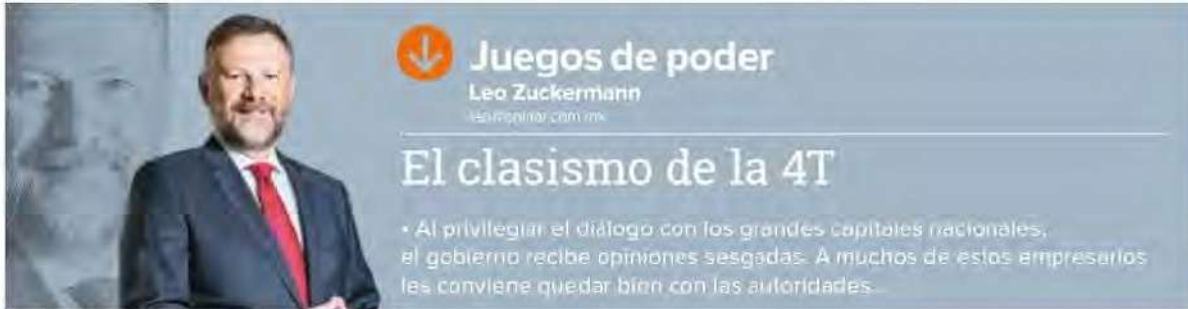 Juegos de poder
Leo Zuckermann
El clasismo de la 4T
• Al privilegiar el diálogo con los grandes capitales nacionales,
el gobierno recibe opiniones sesgadas. A muchos de estos empresarios
les conviene quedar bien con las autoridades...